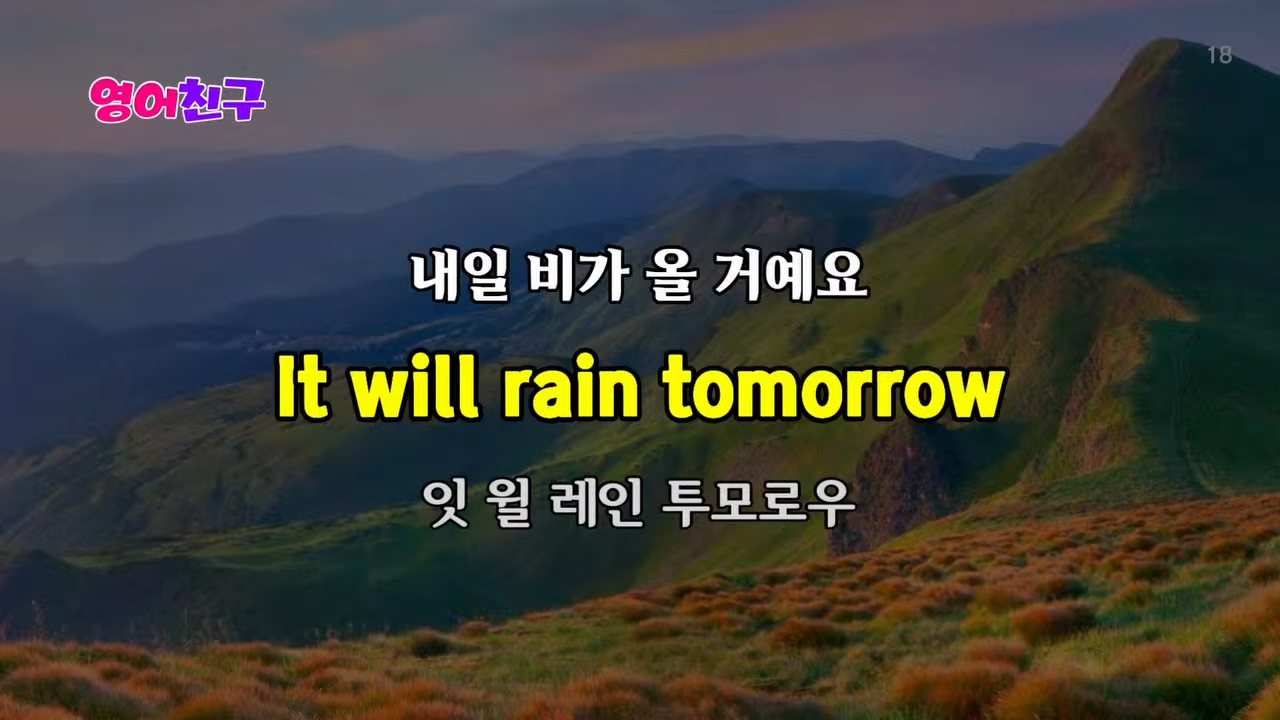 18
영어친구
내일 비가 올 거예요
It will rain tomorrow
잇 윌 레인 투모로우